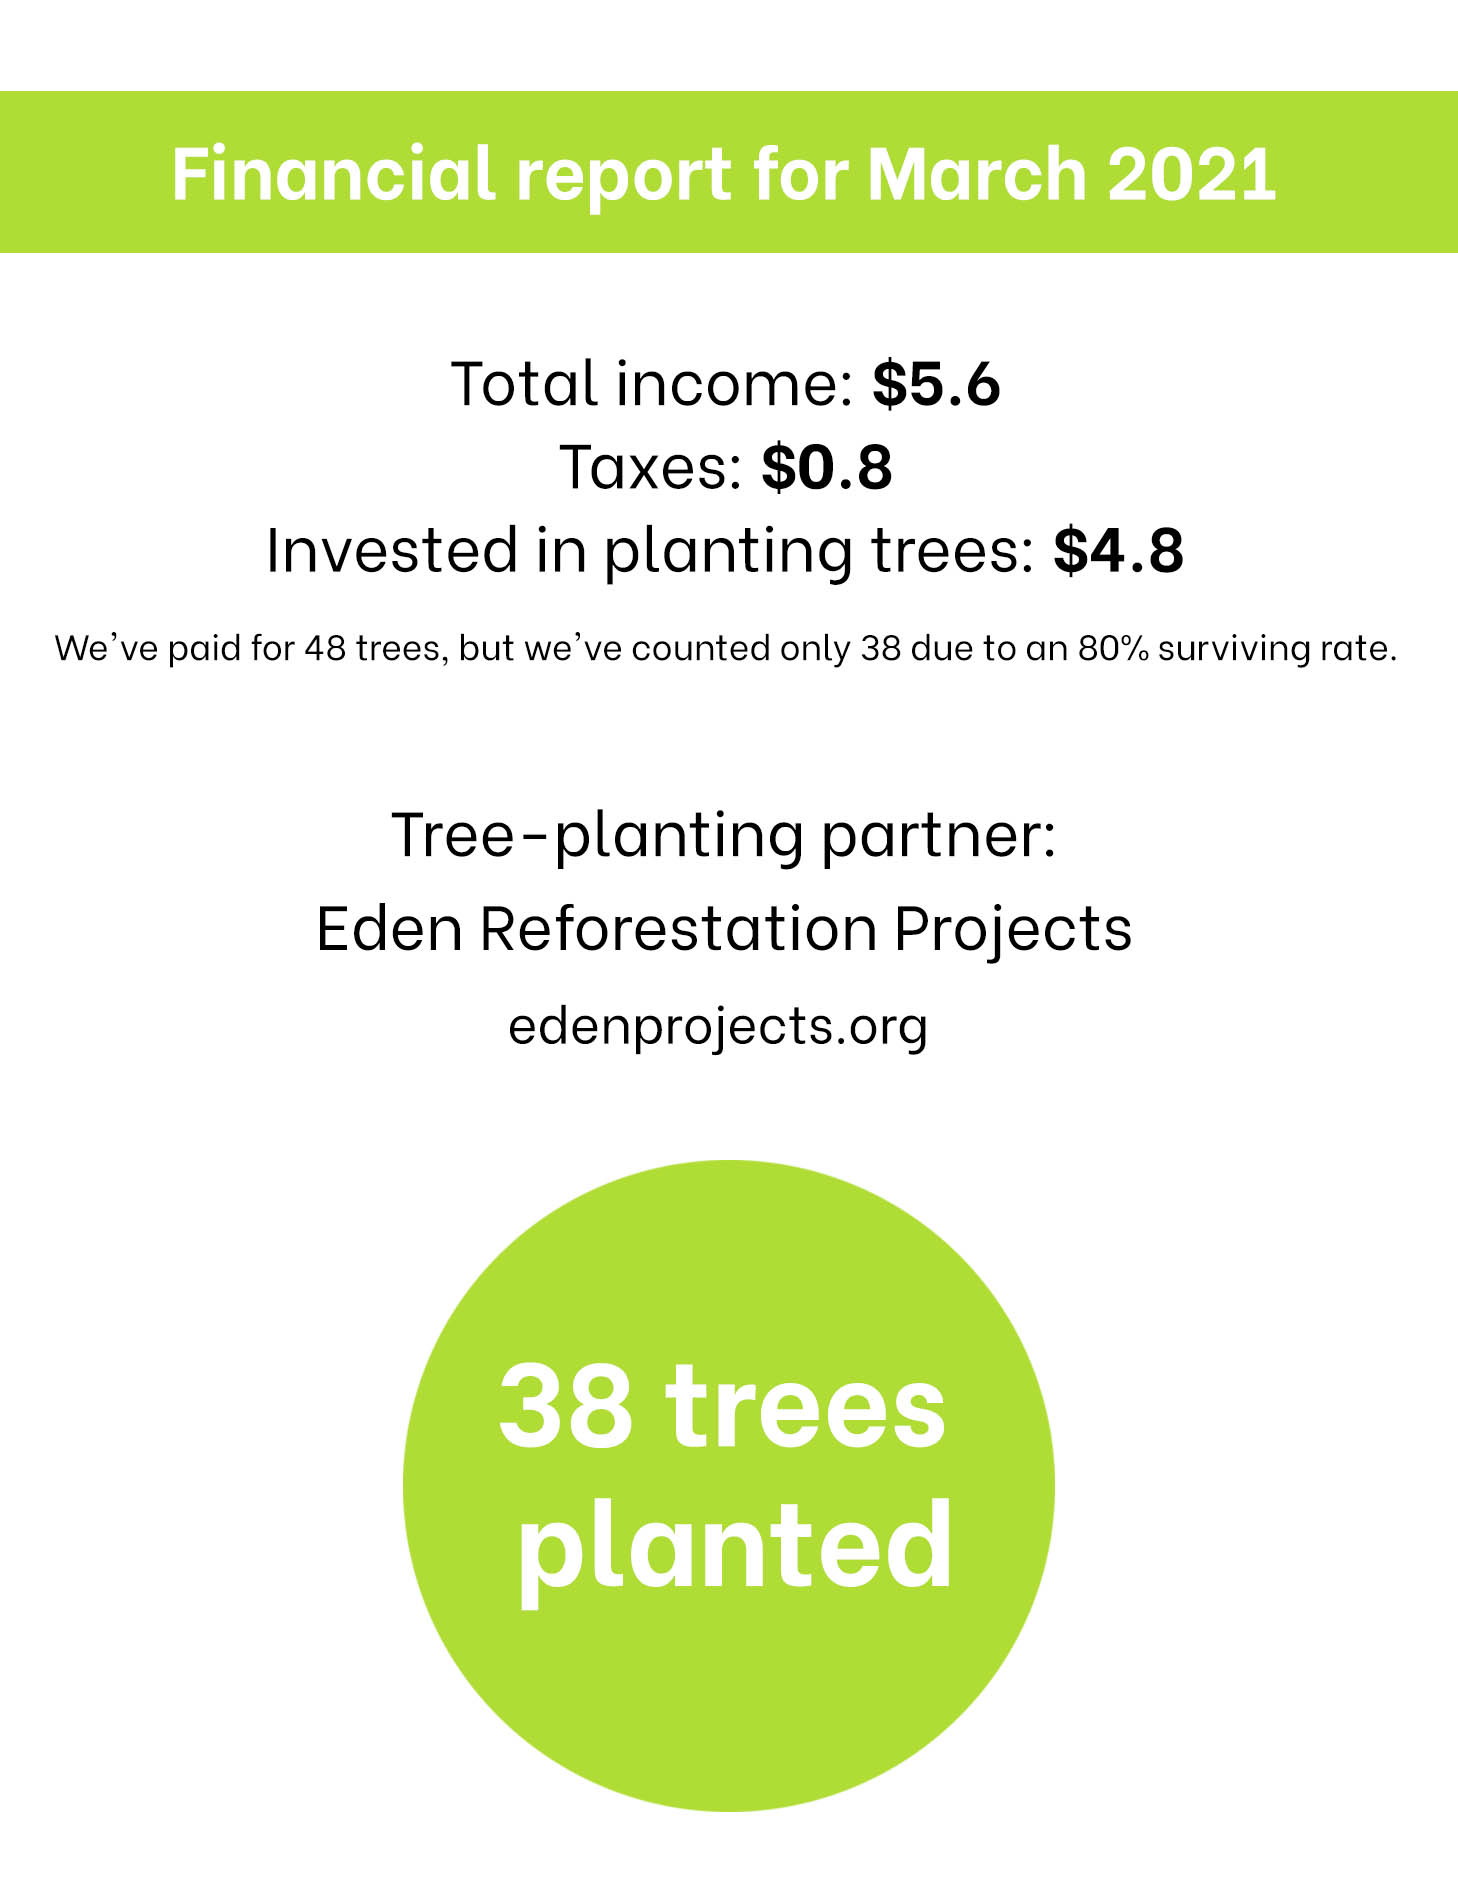 Financial report for March 2021
Total income: $5.6
Taxes: $0.8
Invested in planting trees: $4.8
We've paid for 48 trees, but we've counted only 38 due to an 80% surviving rate.
Tree-planting partner:
Eden Reforestation Projects
edenprojects.org
38 trees
planted